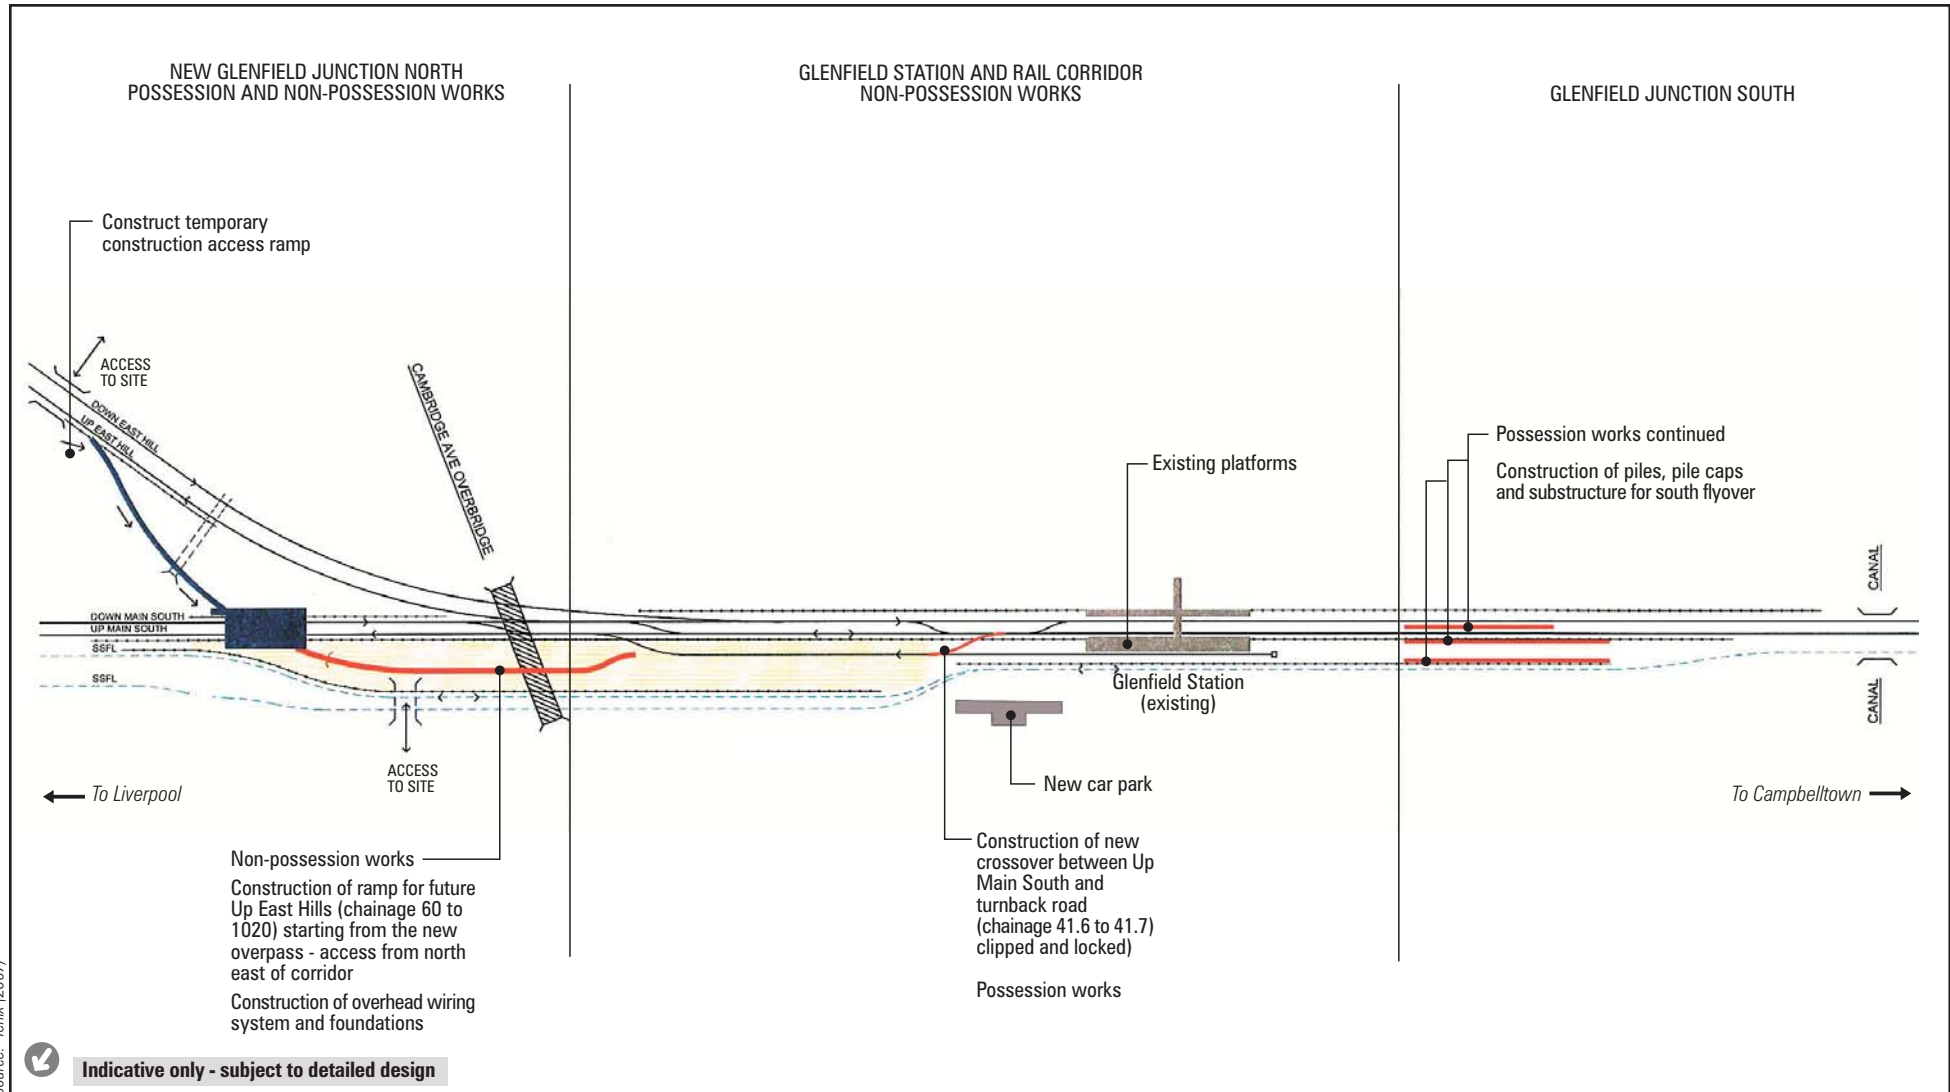 NEW GLENFIELD JUNCTION NORTH
POSSESSION AND NON-POSSESSION WORKS
GLENFIELD STATION AND RAIL CORRIDOR
NON-POSSESSION WORKS
GLENFIELD JUNCTION SOUTH
Construct temporary
construction access ramp
ACCESS
TO SITE
DOWN EAST HILL
UP EAST HILL
CAMBRIDGE AVE OVERBRIDGE
Existing platforms
Possession works continued
Construction of piles, pile caps
and substructure for south flyover
CANAL
DOWN MAIN SOUTH
UP MAIN SOUTH
SSFL
SSFL
Glenfield Station
(existing)
CANAL
ACCESS
TO SITE
To Liverpool
New car park
To Campbelltown
Non-possession works
Construction of ramp for future
Up East Hills (chainage 60 to
1020) starting from the new
overpass - access from north
east of corridor
Construction of overhead wiring
system and foundations
Construction of new
crossover between Up
Main South and
turnback road
(chainage 41.6 to 41.7)
clipped and locked)
Possession works
Indicative only - subject to detailed design